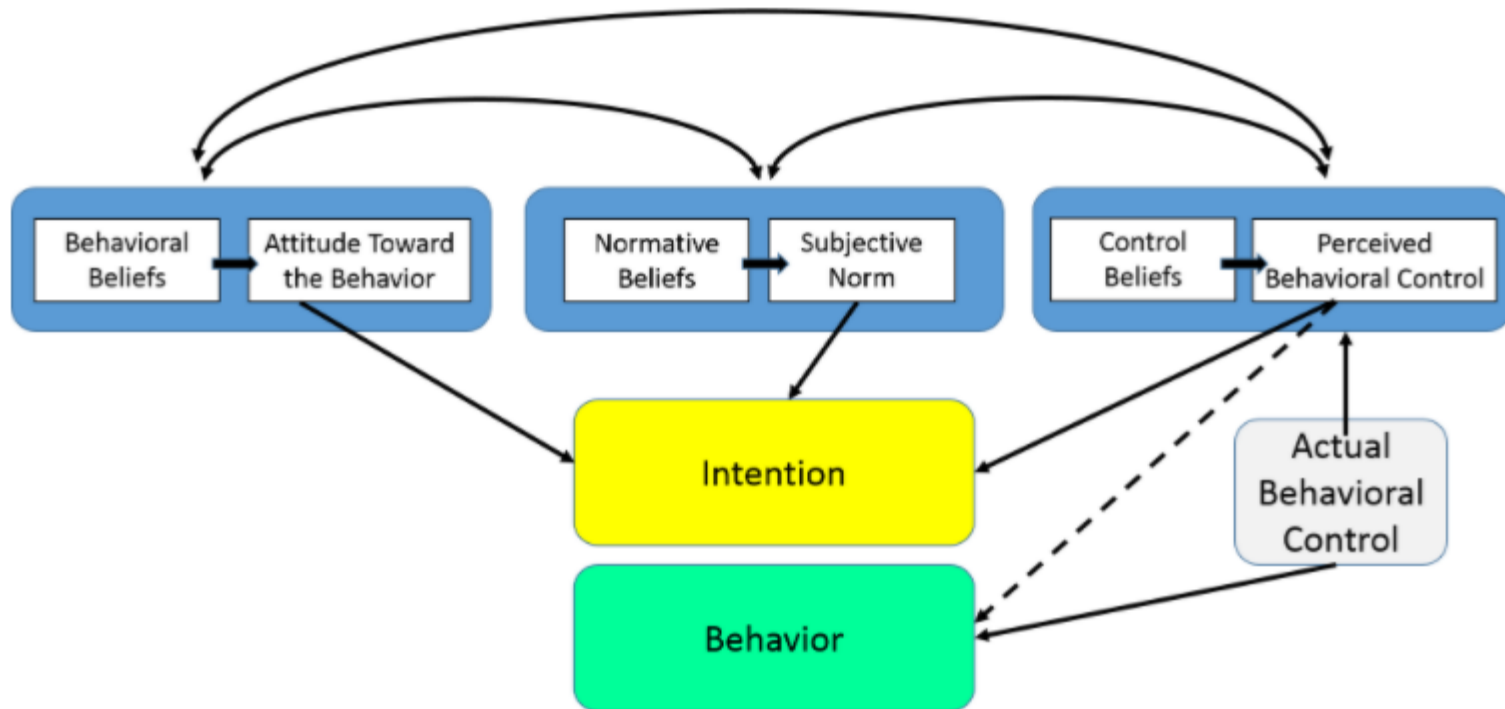 Behavioral
Beliefs
Attitude Toward
the Behavior
Normative
Beliefs
Subjective
Norm
Control
Beliefs
Perceived
Behavioral Control
Intention
Actual
Behavioral
Control
Behavior